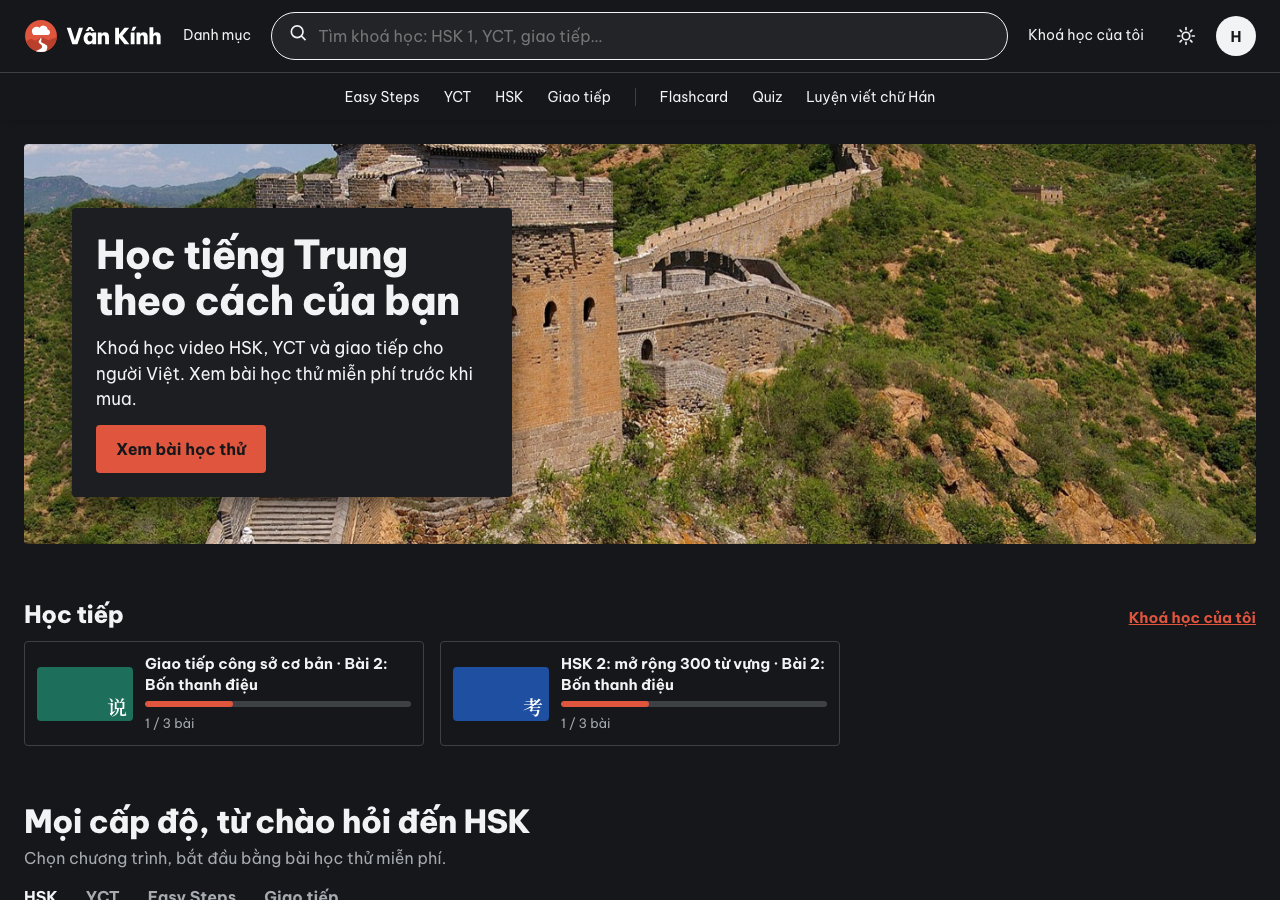 Vân Kính
Danh mục
Tìm khoá học: HSK 1, YCT, giao tiếp...
Khoá học của tôi
H
Easy Steps
YCT
HSK
Giao tiếp
Flashcard
Quiz
Luyện viết chữ Hán
Học tiếng Trung
theo cách của bạn
Khoá học video HSK, YCT và giao tiếp cho
người Việt. Xem bài học thử miễn phí trước khi
mua.
Xem bài học thử
Học tiếp
Khoá học của tôi
说
Giao tiếp công sở cơ bản · Bài 2:
Bốn thanh điệu
1 / 3 bài
考
HSK 2: mở rộng 300 từ vựng · Bài 2:
Bốn thanh điệu
1 / 3 bài
Mọi cấp độ, từ chào hỏi đến HSK
Chọn chương trình, bắt đầu bằng bài học thử miễn phí.
HSK
YCT
Easy Steps
Giao tiếp